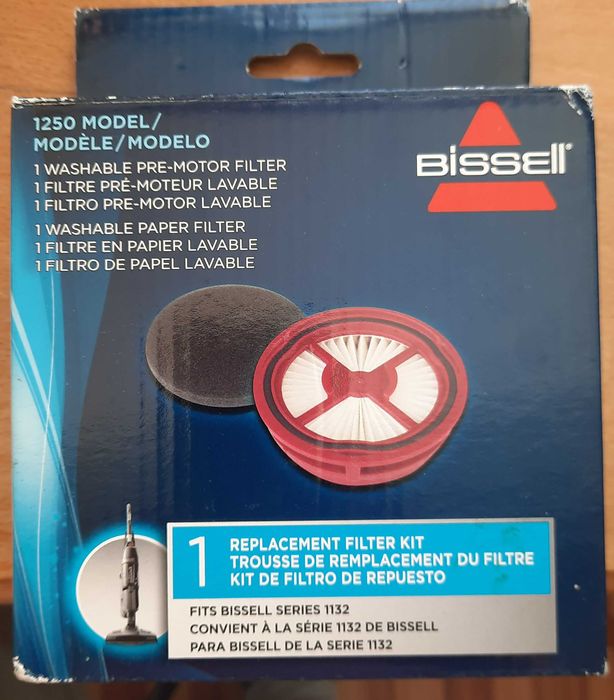 1250 MODEL/
MODÈLE/MODELO
1 WASHABLE PRE-MOTOR FILTER
1 FILTRE PRÉ-MOTEUR LAVABLE
1 FILTRO PRE-MOTOR LAVABLE
1 WASHABLE PAPER FILTER
1 FILTRE EN PAPIER LAVABLE
1 FILTRO DE PAPEL LAVABLE
BISSELL
1
REPLACEMENT FILTER KIT
TROUSSE DE REMPLACEMENT DU FILTRE
KIT DE FILTRO DE REPUESTO
FITS BISSELL SERIES 1132
CONVIENT À LA SÉRIE 1132 DE BISSELL
PARA BISSELL DE LA SERIE 1132